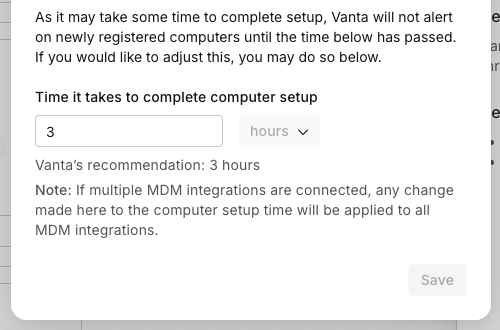 As it may take some time to complete setup, Vanta will not alert
on newly registered computers until the time below has passed.
If you would like to adjust this, you may do so below.
Time it takes to complete computer setup
3
hours
Vanta’s recommendation: 3 hours
Note: If multiple MDM integrations are connected, any change
made here to the computer setup time will be applied to all
MDM integrations.
Save